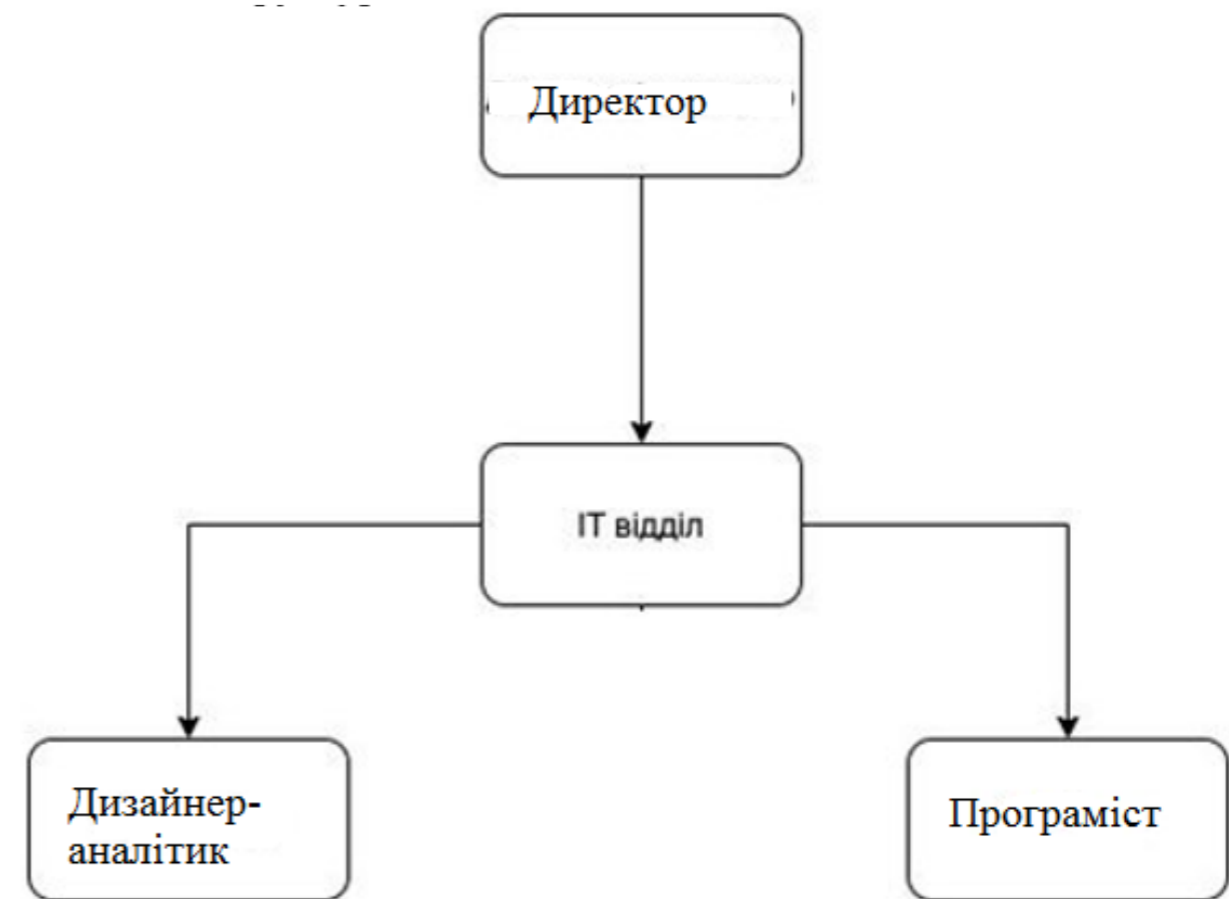 Директор
ІТ відділ
Дизайнер-
аналітик
Програміст